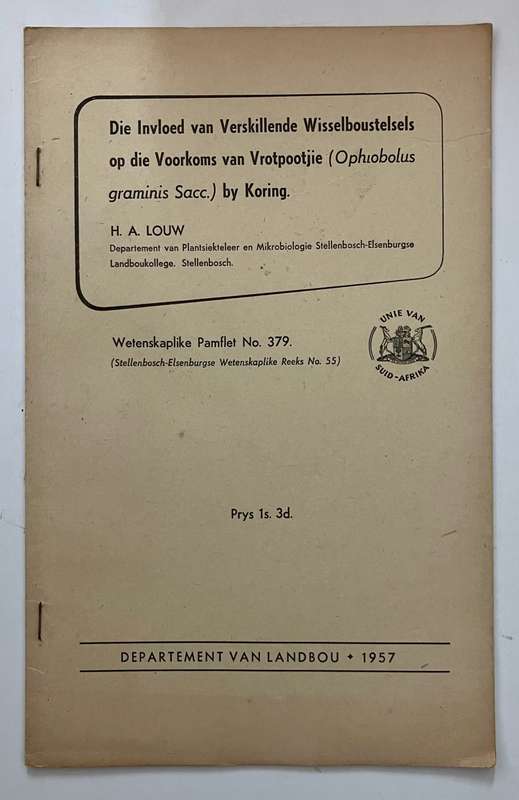 Die Invloed van Verskillende Wisselboustelsels
op die Voorkoms van Vrotpootjie (Ophiobolus
graminis Sacc.) by Koring.
H. A. LOUW
Departement van Plantsiekteleer en Mikrobiologie Stellenbosch-Elsenburgse
Landboukollege. Stellenbosch.
Wetenskaplike Pamflet No. 379.
(Stellenbosch-Elsenburgse Wetenskaplike Reeks No. 55)
UNIE VAN
SUID-AFRIKA
Prys 1s. 3d.
DEPARTEMENT VAN LANDBOU ✦ 1957